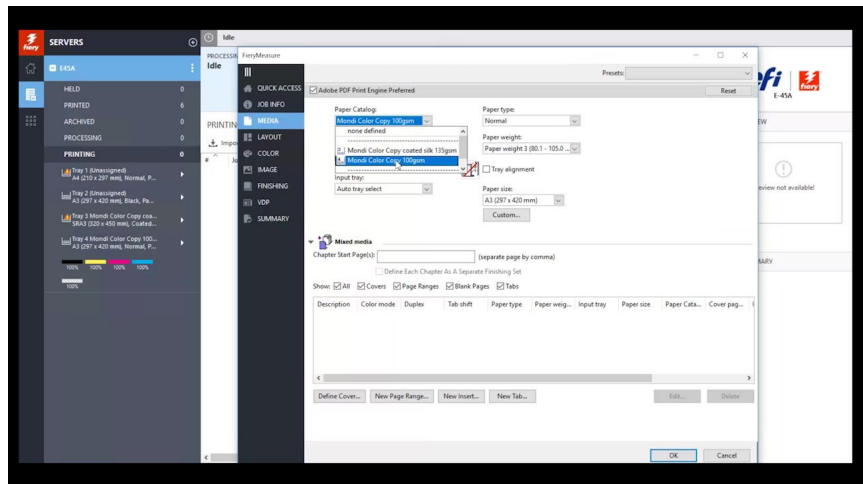 fiery
SERVERS
Idle
PROCESSIN
Idle
E45A
HELD 0
PRINTED 6
ARCHIVED 0
PROCESSING 0
PRINTING 0
Tray 1 (Unassigned)
A4 (210 x 297 mm), Normal, P...
Tray 2 (Unassigned)
A3 (297 x 420 mm), Black, Pa...
Tray 3 Mondi Color Copy coa...
SRA3 (320 x 450 mm), Coated...
Tray 4 Mondi Color Copy 100...
A3 (297 x 420 mm), Normal, P...
100% 100% 100% 100%
100%
PRINTIN
Impo
# Jo
FieryMeasure
Presets:
QUICK ACCESS
JOB INFO
MEDIA
LAYOUT
COLOR
IMAGE
FINISHING
VDP
SUMMARY
Adobe PDF Print Engine Preferred
Reset
Paper Catalog:
Mondi Color Copy 100gsm
none defined
Mondi Color Copy coated silk 135gsm
Mondi Color Copy 100gsm
Input tray:
Auto tray select
Paper type:
Normal
Paper weight:
Paper weight 3 (80.1 - 105.0 ...
Tray alignment
Paper size:
A3 (297 x 420 mm)
Custom...
Mixed media
Chapter Start Page(s): (separate page by comma)
Define Each Chapter As A Separate Finishing Set
Show: All Covers Page Ranges Blank Pages Tabs
Description Color mode Duplex Tab shift Paper type Paper weig... Input tray Paper size Paper Cata... Cover pag...
Define Cover... New Page Range... New Insert... New Tab... Edit... Delete
OK Cancel
efi fiery
E-45A
EW
eview not available!
MARY